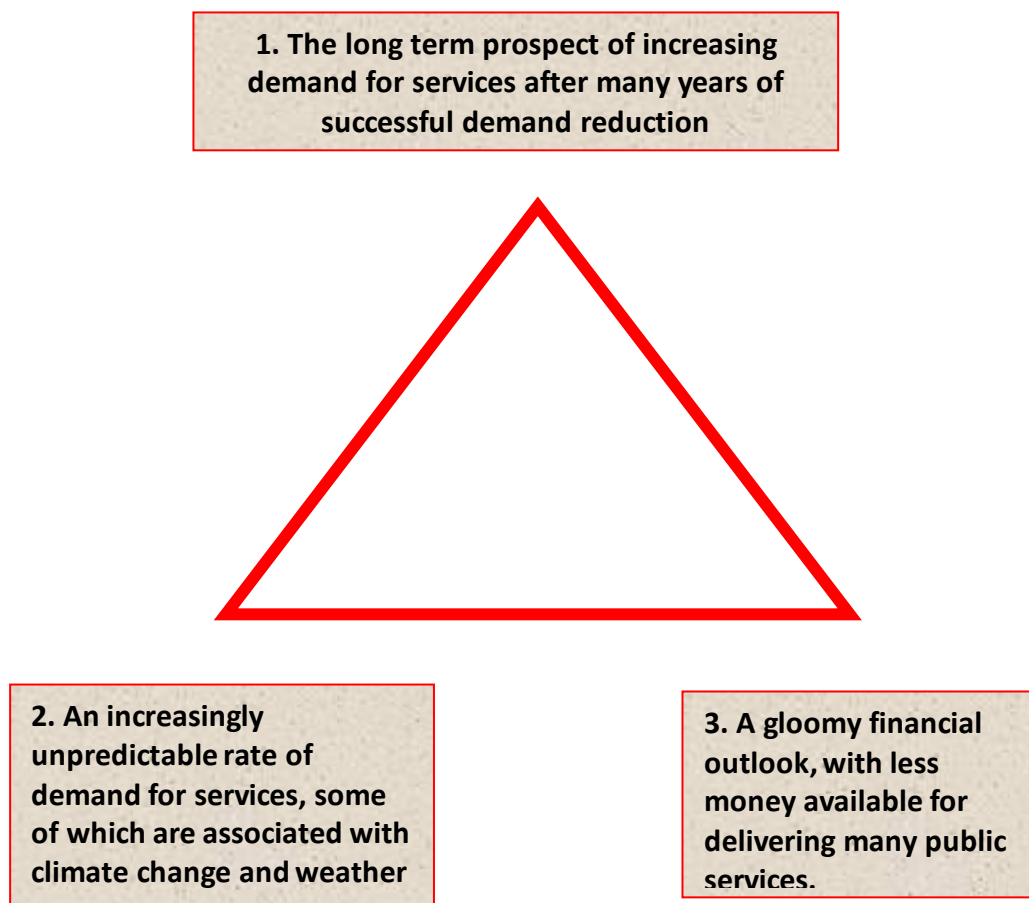 1. The long term prospect of increasing
demand for services after many years of
successful demand reduction
2. An increasingly
unpredictable rate of
demand for services, some
of which are associated with
climate change and weather
3. A gloomy financial
outlook, with less
money available for
delivering many public
services.